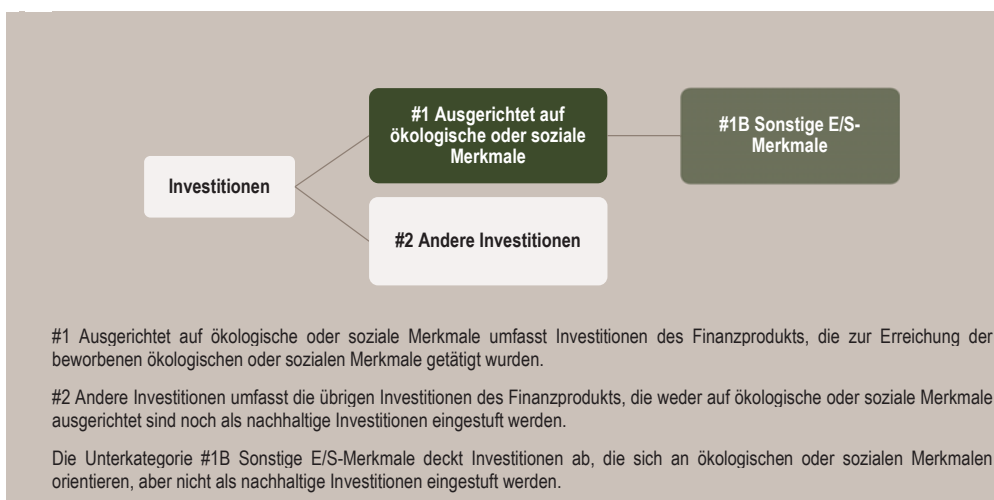 #1 Ausgerichtet auf
ökologische oder soziale
Merkmale
#1B Sonstige E/S-
Merkmale
Investitionen
#2 Andere Investitionen
#1 Ausgerichtet auf ökologische oder soziale Merkmale umfasst Investitionen des Finanzprodukts, die zur Erreichung der
beworbenen ökologischen oder sozialen Merkmale getätigt wurden.
#2 Andere Investitionen umfasst die übrigen Investitionen des Finanzprodukts, die weder auf ökologische oder soziale Merkmale
ausgerichtet sind noch als nachhaltige Investitionen eingestuft werden.
Die Unterkategorie #1B Sonstige E/S-Merkmale deckt Investitionen ab, die sich an ökologischen oder sozialen Merkmalen
orientieren, aber nicht als nachhaltige Investitionen eingestuft werden.